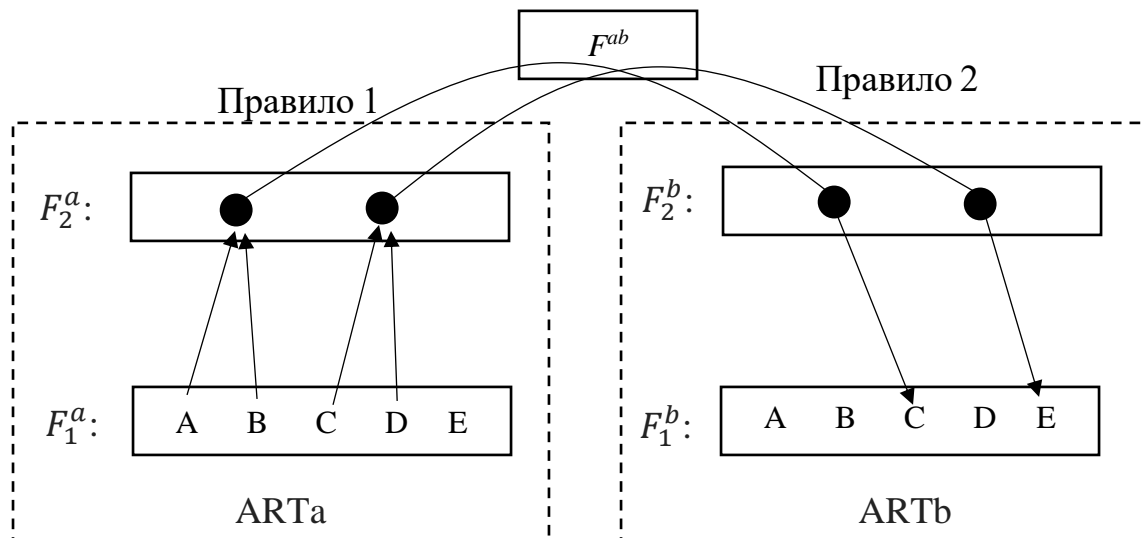 F^{ab}
Правило 1
Правило 2
F_2^a:
F_2^b:
F_1^a:
A B C D E
F_1^b:
A B C D E
ARTa
ARTb